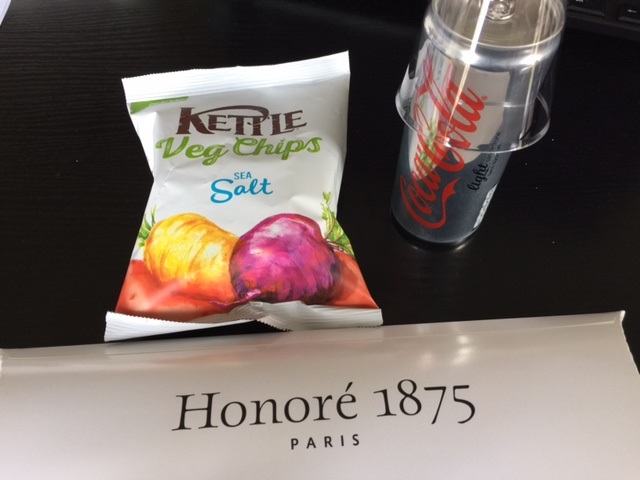 KETTLE
Veg Chips
SEA
Salt
Coca-Cola
light
Honoré 1875
PARIS